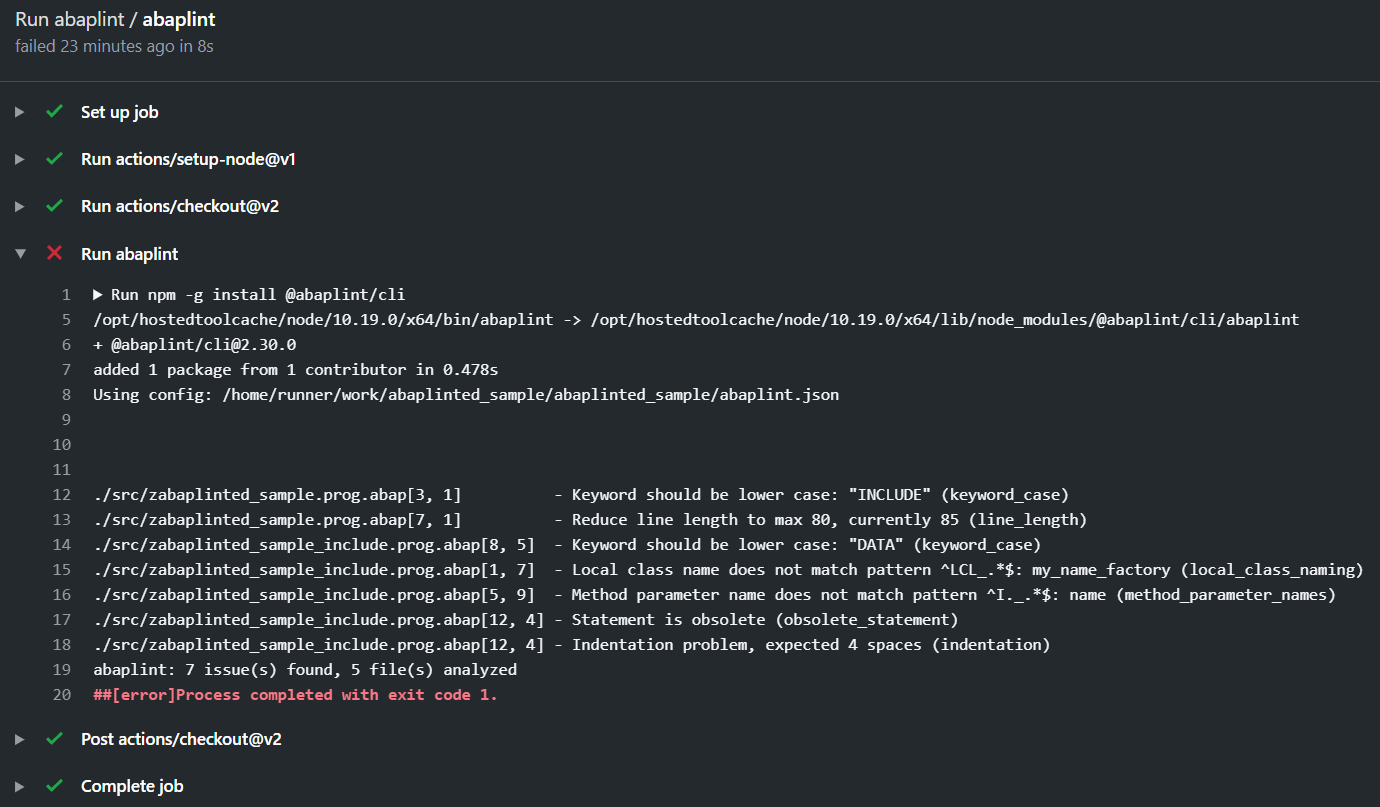 Run abaplint / abaplint
failed 23 minutes ago in 8s
Set up job
Run actions/setup-node@v1
Run actions/checkout@v2
Run abaplint
1 ▶ Run npm -g install @abaplint/cli
5 /opt/hostedtoolcache/node/10.19.0/x64/bin/abaplint -> /opt/hostedtoolcache/node/10.19.0/x64/lib/node_modules/@abaplint/cli/abaplint
6 + @abaplint/cli@2.30.0
7 added 1 package from 1 contributor in 0.478s
8 Using config: /home/runner/work/abaplinted_sample/abaplinted_sample/abaplint.json
9
10
11
12 ./src/zabaplinted_sample.prog.abap[3, 1]          - Keyword should be lower case: "INCLUDE" (keyword_case)
13 ./src/zabaplinted_sample.prog.abap[7, 1]          - Reduce line length to max 80, currently 85 (line_length)
14 ./src/zabaplinted_sample_include.prog.abap[8, 5]  - Keyword should be lower case: "DATA" (keyword_case)
15 ./src/zabaplinted_sample_include.prog.abap[1, 7]  - Local class name does not match pattern ^LCL_.*$: my_name_factory (local_class_naming)
16 ./src/zabaplinted_sample_include.prog.abap[5, 9]  - Method parameter name does not match pattern ^I._.*$: name (method_parameter_names)
17 ./src/zabaplinted_sample_include.prog.abap[12, 4] - Statement is obsolete (obsolete_statement)
18 ./src/zabaplinted_sample_include.prog.abap[12, 4] - Indentation problem, expected 4 spaces (indentation)
19 abaplint: 7 issue(s) found, 5 file(s) analyzed
20 ##[error]Process completed with exit code 1.
Post actions/checkout@v2
Complete job